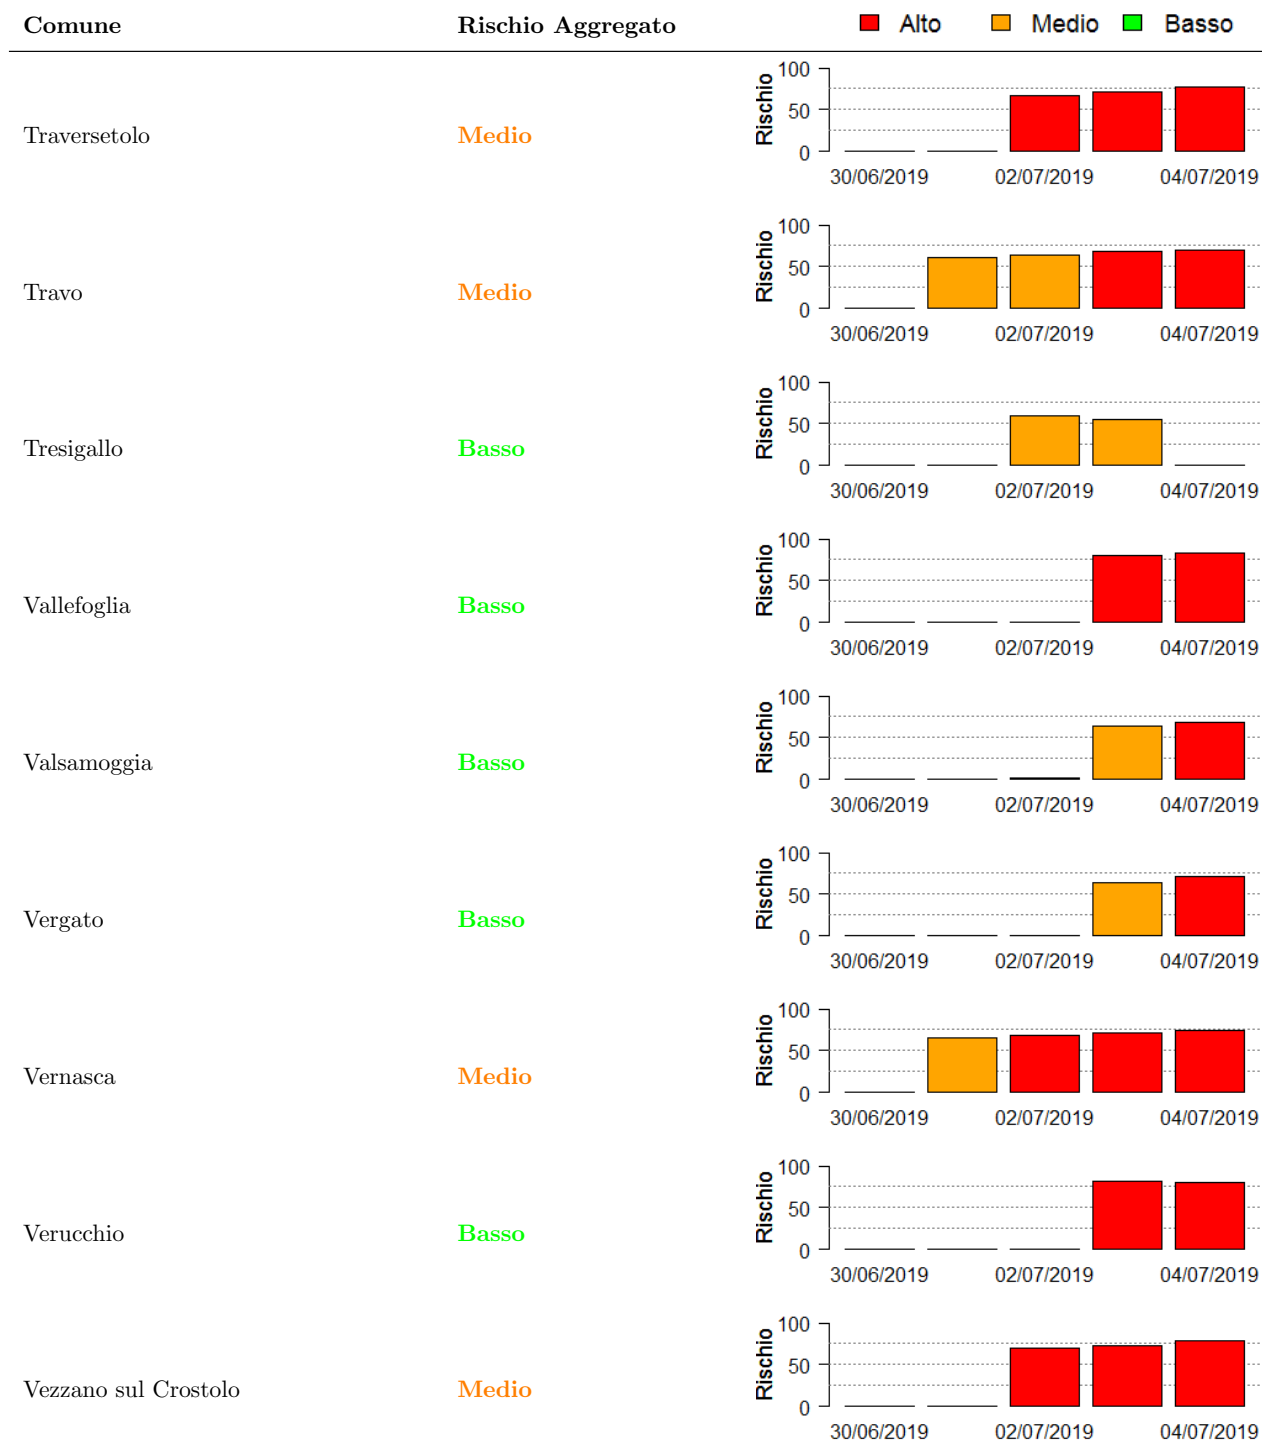 Comune Rischio Aggregato Alto Medio Basso
100
50
0
Rischio
Traversetolo Medio
30/06/2019 02/07/2019 04/07/2019
100
50
0
Rischio
Travo Medio
30/06/2019 02/07/2019 04/07/2019
100
50
0
Rischio
Tresigallo Basso
30/06/2019 02/07/2019 04/07/2019
100
50
0
Rischio
Vallefoglia Basso
30/06/2019 02/07/2019 04/07/2019
100
50
0
Rischio
Valsamoggia Basso
30/06/2019 02/07/2019 04/07/2019
100
50
0
Rischio
Vergato Basso
30/06/2019 02/07/2019 04/07/2019
100
50
0
Rischio
Vernasca Medio
30/06/2019 02/07/2019 04/07/2019
100
50
0
Rischio
Verucchio Basso
30/06/2019 02/07/2019 04/07/2019
100
50
0
Rischio
Vezzano sul Crostolo Medio
30/06/2019 02/07/2019 04/07/2019